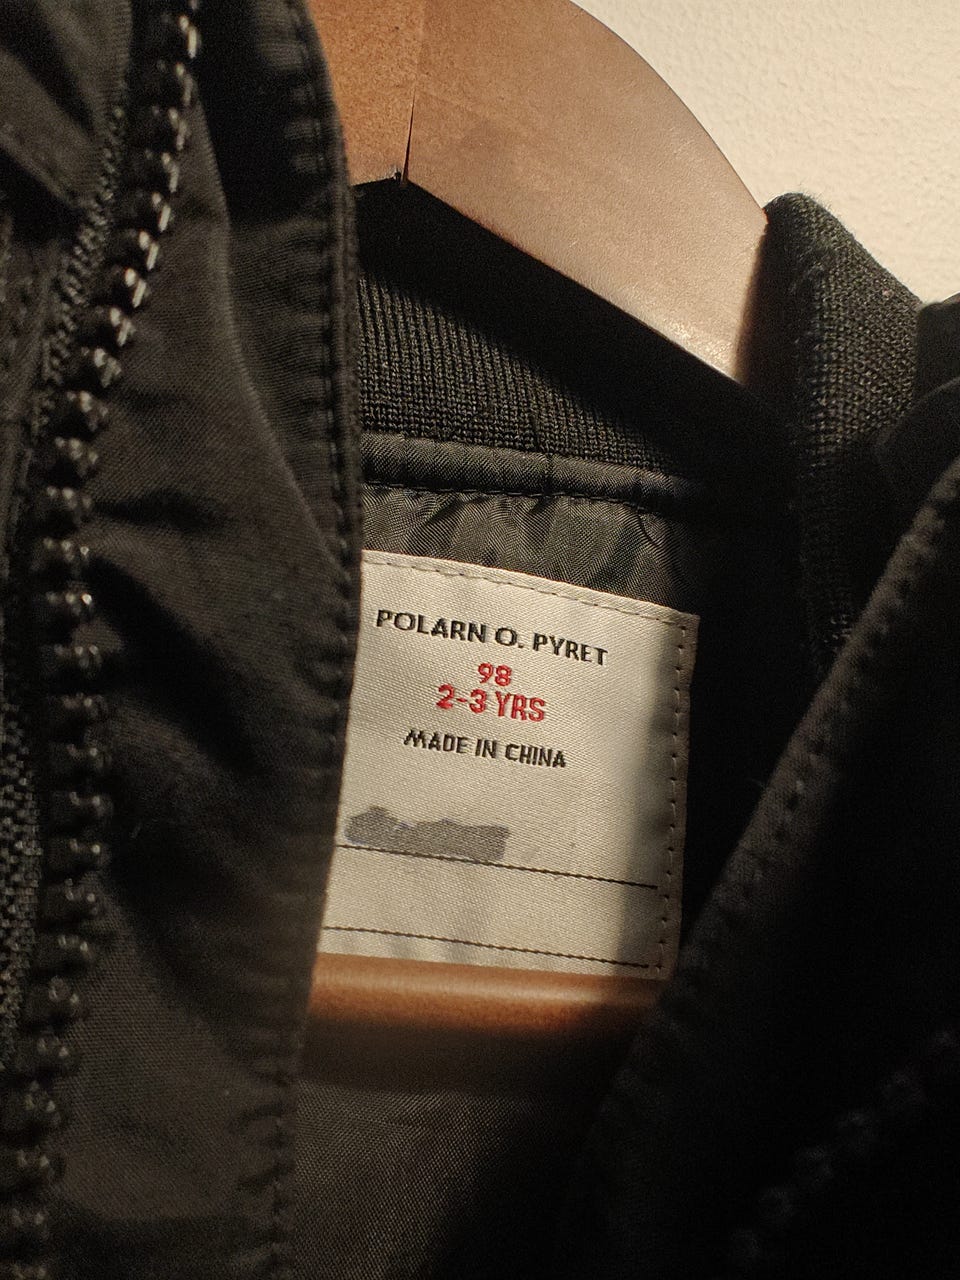 POLARN O. PYRET
98
2-3 YRS
MADE IN CHINA